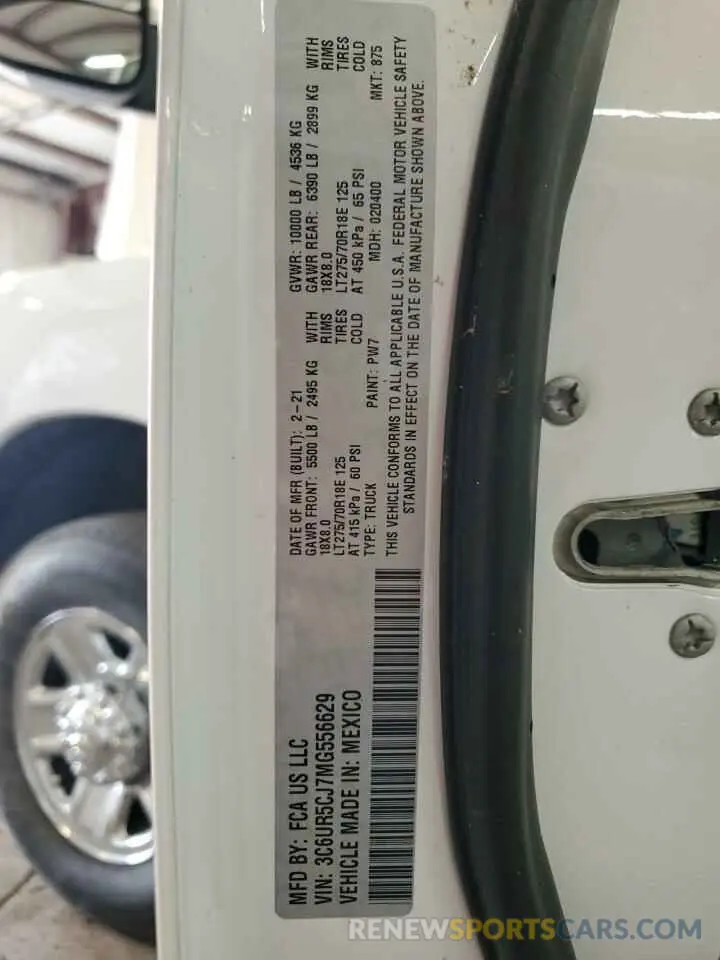 MFD BY: FCA US LLC
VIN: 3C6UR5CJ7MG556629
VEHICLE MADE IN: MEXICO
DATE OF MFR (BUILT): 2-21 GVWR: 10000 LB / 4536 KG
GAWR FRONT: 5500 LB / 2495 KG WITH GAWR REAR: 6390 LB / 2899 KG WITH
18X8.0 RIMS 18X8.0 RIMS
LT275/70R18E 125 TIRES LT275/70R18E 125 TIRES
AT 415 kPa / 60 PSI COLD AT 450 kPa / 65 PSI COLD
TYPE: TRUCK PAINT: PW7 MDH: 020400 MKT: 875
THIS VEHICLE CONFORMS TO ALL APPLICABLE U.S.A. FEDERAL MOTOR VEHICLE SAFETY
STANDARDS IN EFFECT ON THE DATE OF MANUFACTURE SHOWN ABOVE.
RENEWSPORTSCARS.COM